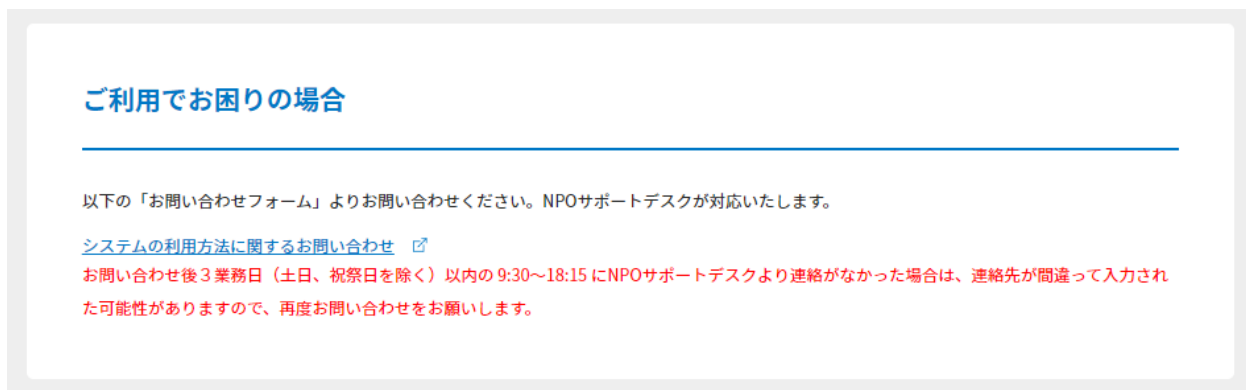 ご利用でお困りの場合
以下の「お問い合わせフォーム」よりお問い合わせください。NPOサポートデスクが対応いたします。
システムの利用方法に関するお問い合わせ
お問い合わせ後３業務日（土日、祝祭日を除く）以内の 9:30～18:15 にNPOサポートデスクより連絡がなかった場合は、連絡先が間違って入力され
た可能性がありますので、再度お問い合わせをお願いします。